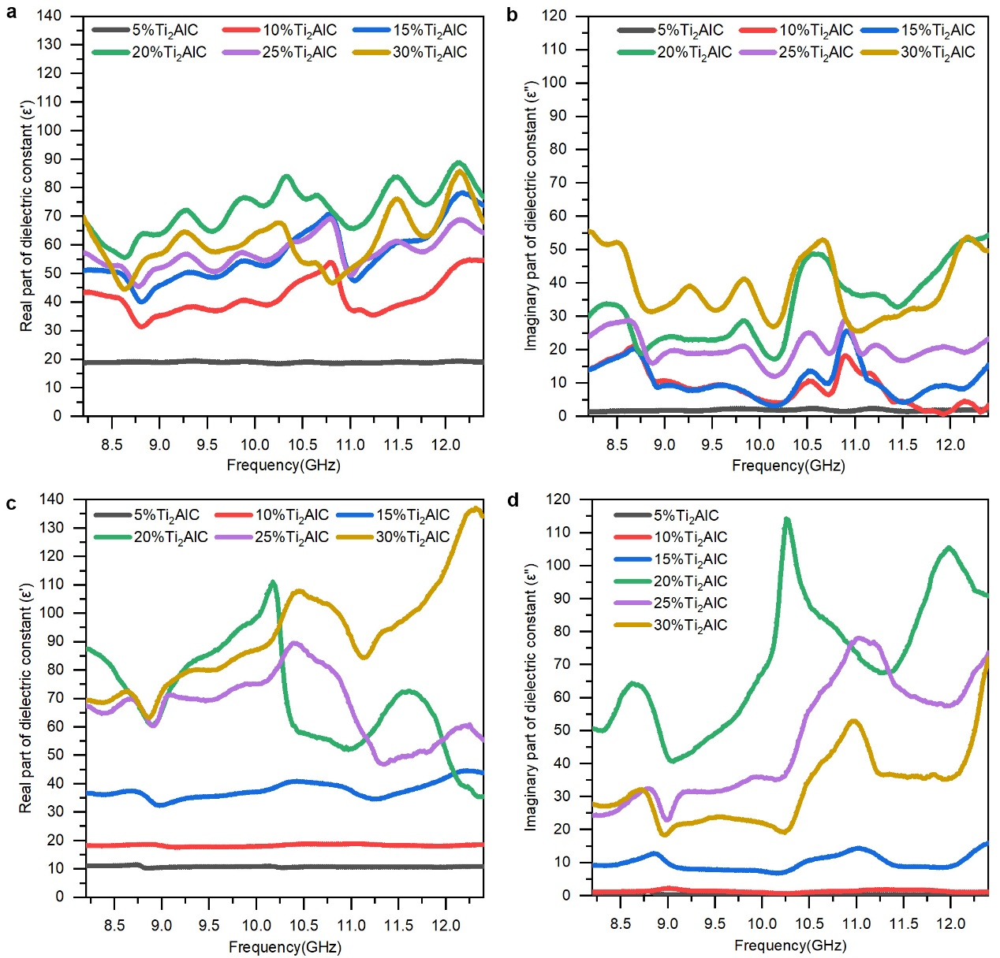 a
Real part of dielectric constant (ε')
140
130
120
110
100
90
80
70
60
50
40
30
20
10
0
5%Ti₂AlC 10%Ti₂AlC 15%Ti₂AlC
20%Ti₂AlC 25%Ti₂AlC 30%Ti₂AlC
8.5 9.0 9.5 10.0 10.5 11.0 11.5 12.0
Frequency(GHz)
b
Imaginary part of dielectric constant (ε")
120
110
100
90
80
70
60
50
40
30
20
10
0
5%Ti₂AlC 10%Ti₂AlC 15%Ti₂AlC
20%Ti₂AlC 25%Ti₂AlC 30%Ti₂AlC
8.5 9.0 9.5 10.0 10.5 11.0 11.5 12.0
Frequency(GHz)
c
Real part of dielectric constant (ε')
140
130
120
110
100
90
80
70
60
50
40
30
20
10
0
5%Ti₂AlC 10%Ti₂AlC 15%Ti₂AlC
20%Ti₂AlC 25%Ti₂AlC 30%Ti₂AlC
8.5 9.0 9.5 10.0 10.5 11.0 11.5 12.0
Frequency(GHz)
d
Imaginary part of dielectric constant (ε")
120
110
100
90
80
70
60
50
40
30
20
10
0
5%Ti₂AlC
10%Ti₂AlC
15%Ti₂AlC
20%Ti₂AlC
25%Ti₂AlC
30%Ti₂AlC
8.5 9.0 9.5 10.0 10.5 11.0 11.5 12.0
Frequency(GHz)